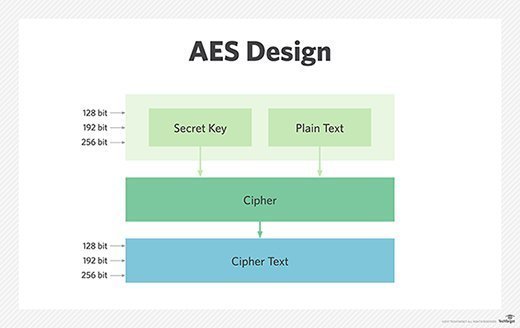 AES Design
128 bit
192 bit
256 bit
Secret Key
Plain Text
Cipher
128 bit
192 bit
256 bit
Cipher Text
TechTarget